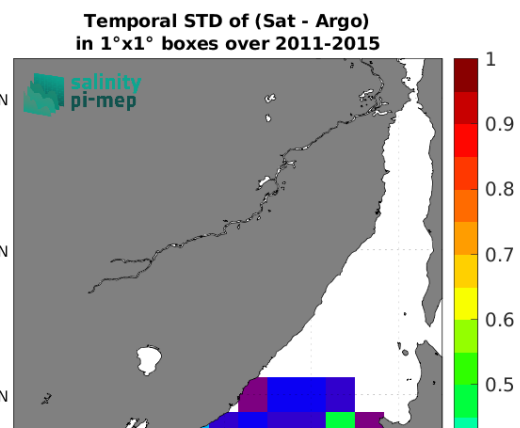 Temporal STD of (Sat - Argo)
in 1°x1° boxes over 2011-2015
salinity
pi-mep
N
N
N
1
0.9
0.8
0.7
0.6
0.5